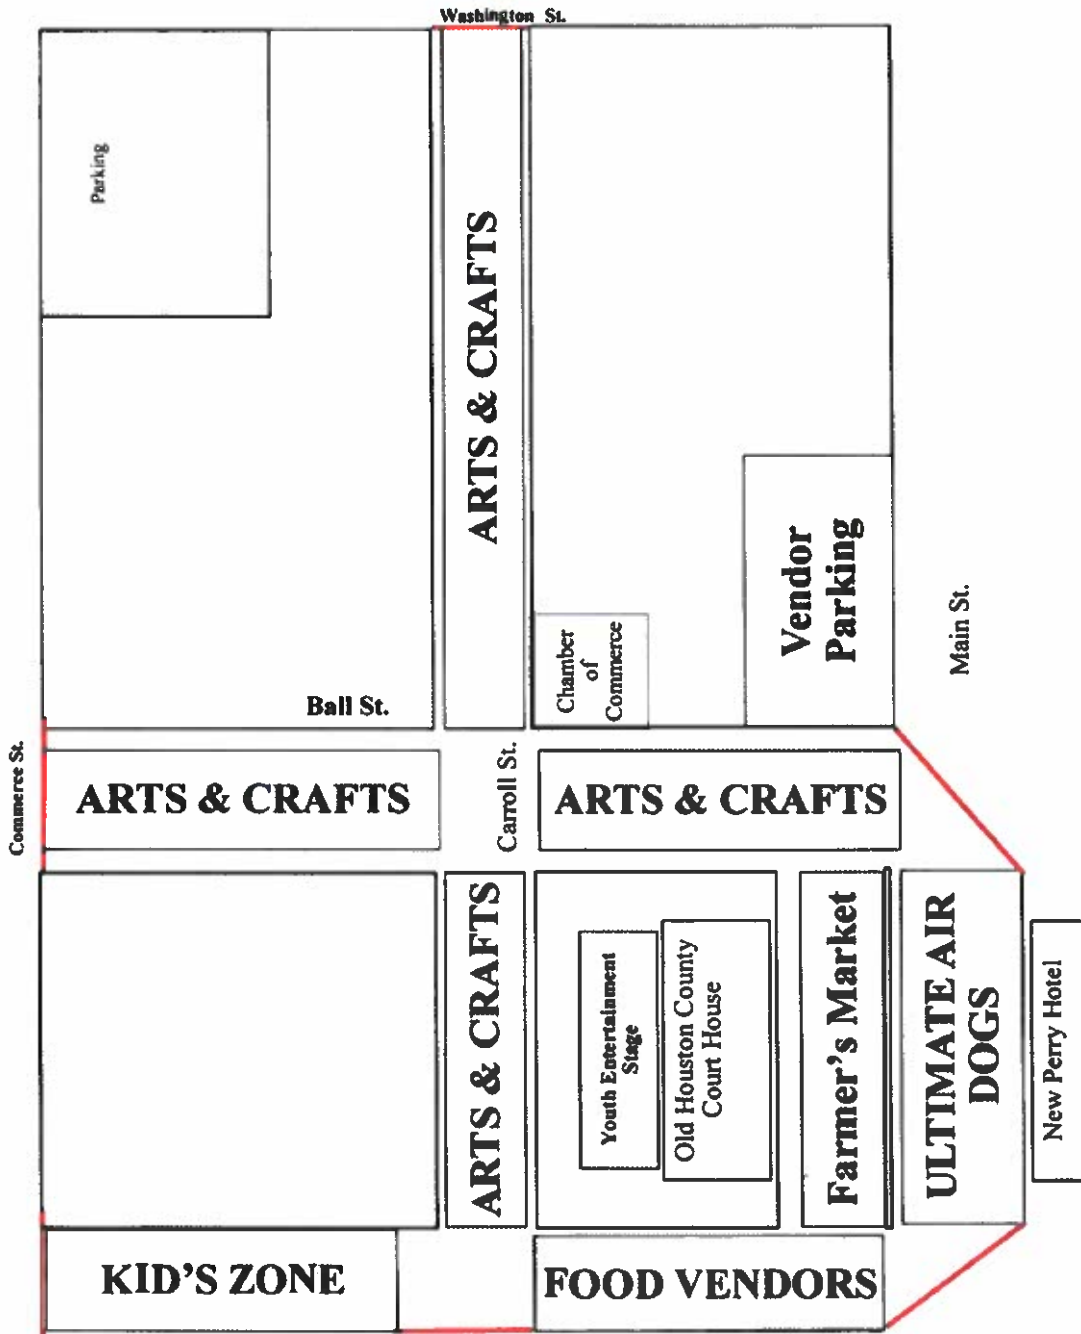 Washington St.
Parking
ARTS & CRAFTS
Vendor
Parking
Chamber
of
Commerce
Main St.
Ball St.
Commerce St.
ARTS & CRAFTS
Carroll St.
ARTS & CRAFTS
ARTS & CRAFTS
Youth Entertainment
Stage
Old Houston County
Court House
Farmer's Market
ULTIMATE AIR
DOGS
New Perry Hotel
KID'S ZONE
FOOD VENDORS